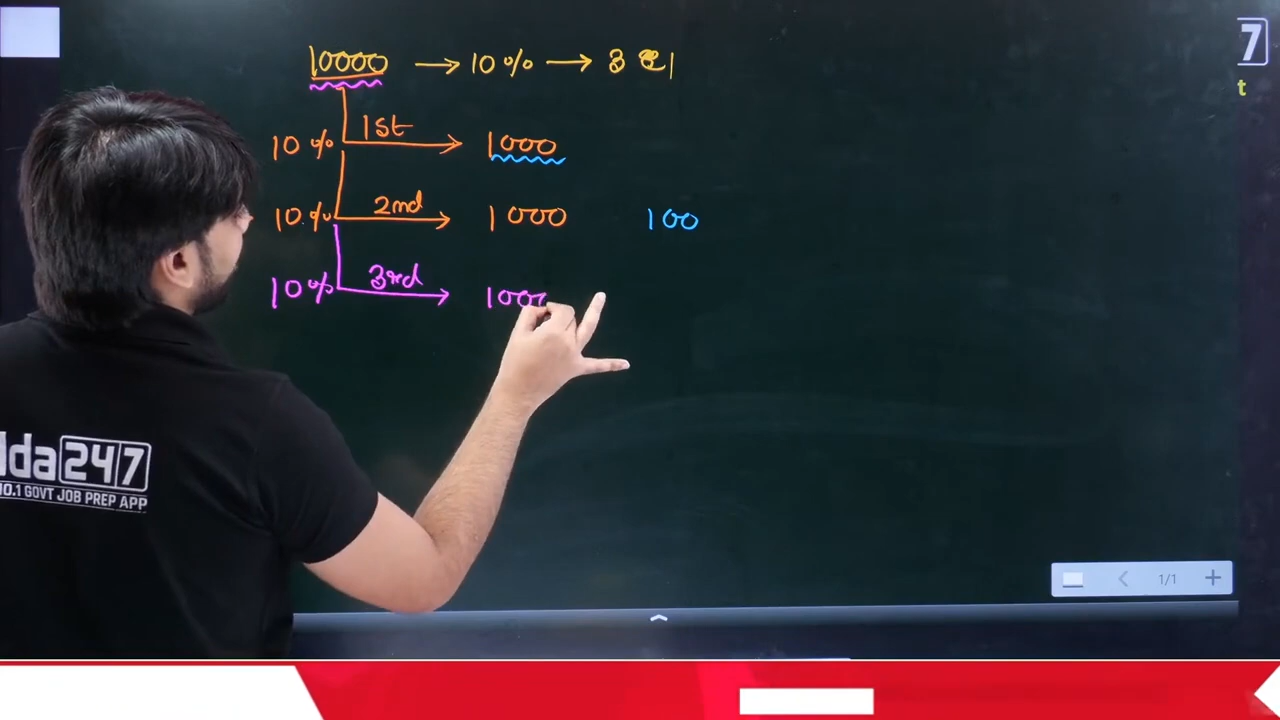 10000 → 10% → 3
10% 1st → 1000
10% 2nd → 1000 100
10% 3rd → 1000
da247
NO.1 GOVT JOB PREP APP
7
t
1/1